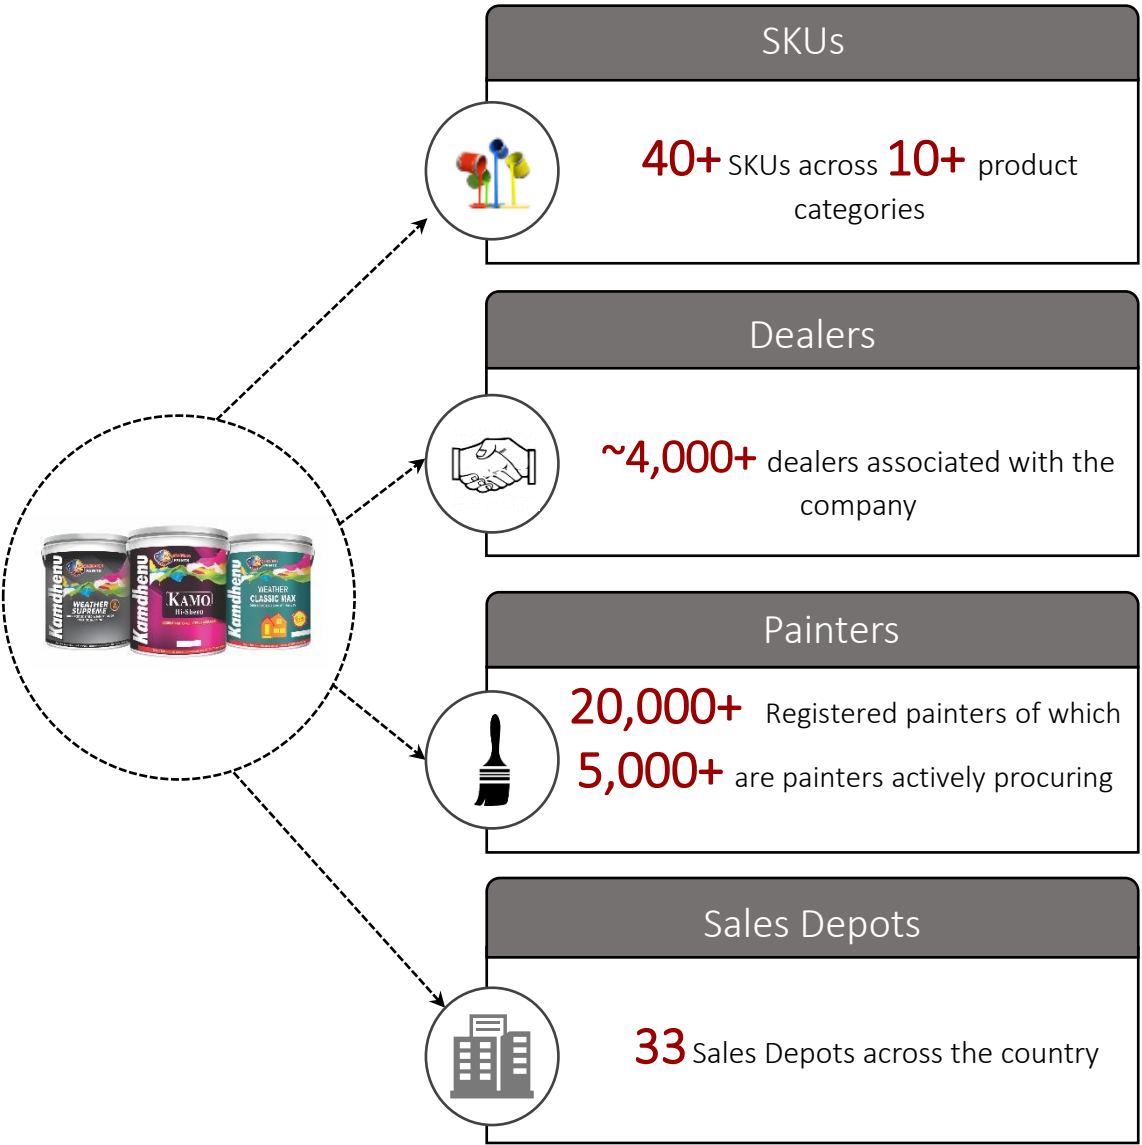 SKUs
40+ SKUs across 10+ product
categories
Dealers
~4,000+ dealers associated with the
company
Kamdhenu
WEATHER
SUPREME
Kamdhenu
KAMO
Hi-Sheen
Kamdhenu
WEATHER
CLASSIC MAX
Painters
20,000+ Registered painters of which
5,000+ are painters actively procuring
Sales Depots
33 Sales Depots across the country